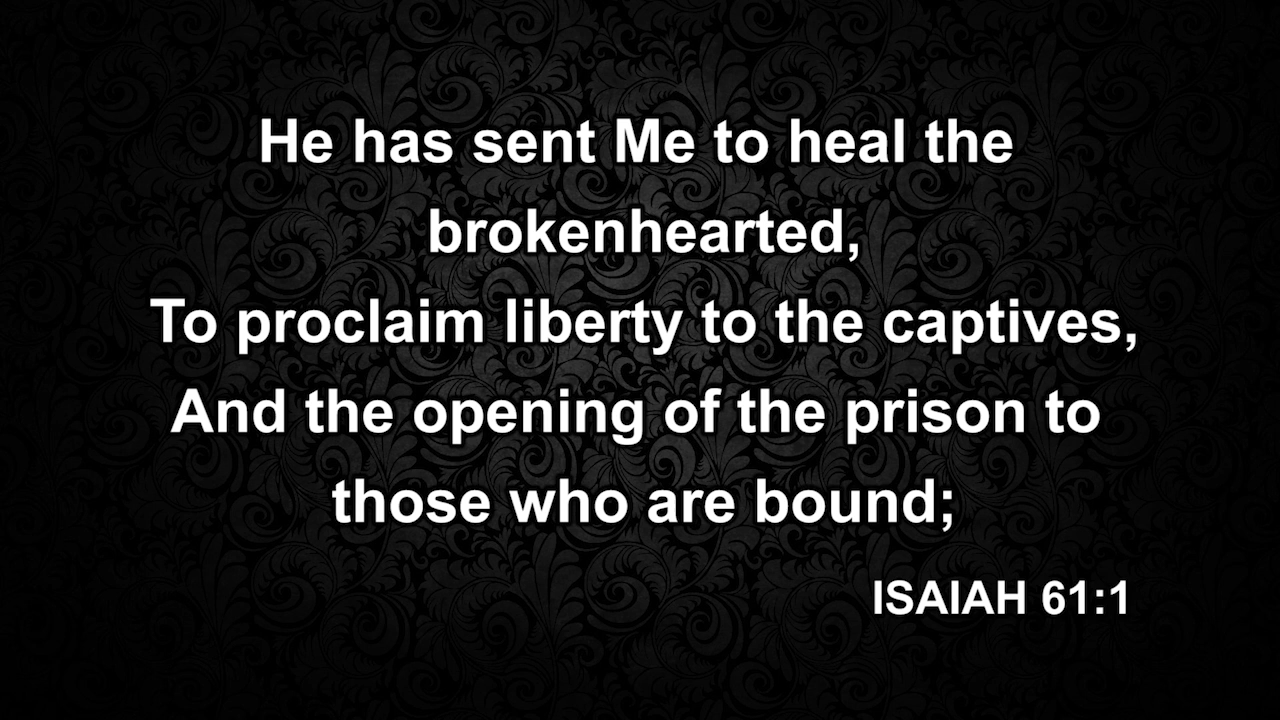 He has sent Me to heal the
brokenhearted,
To proclaim liberty to the captives,
And the opening of the prison to
those who are bound;
ISAIAH 61:1